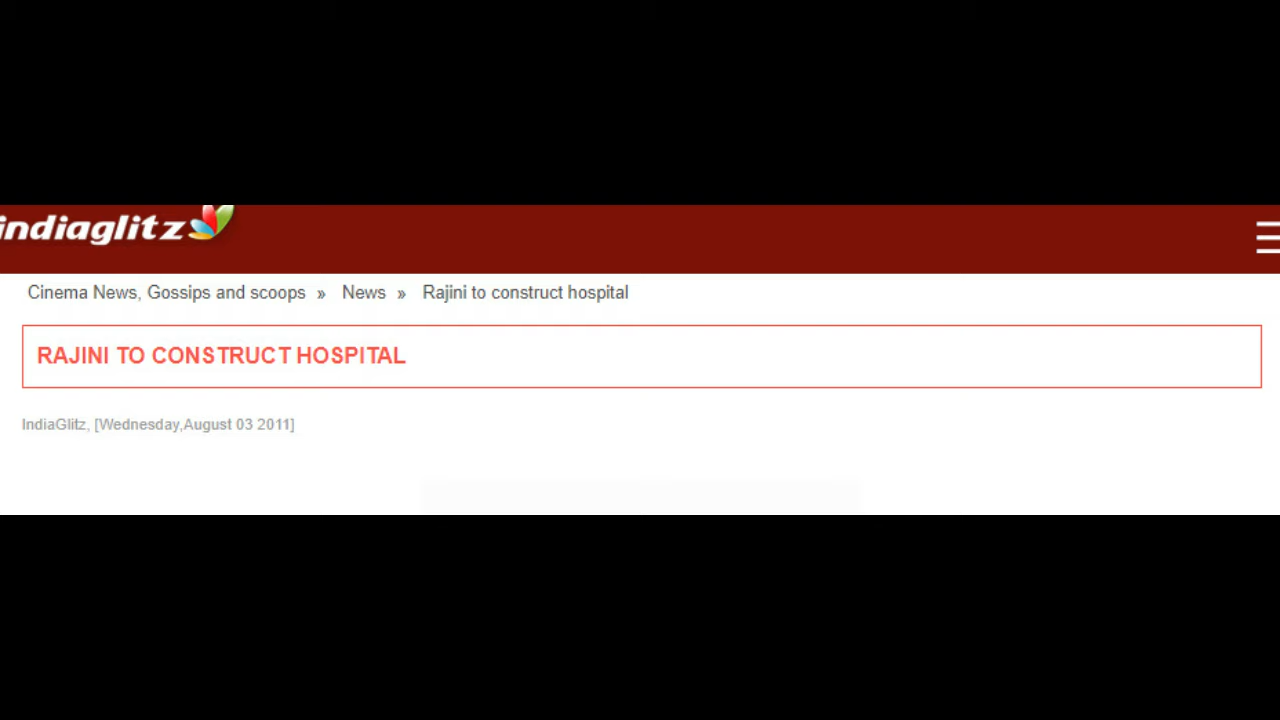 indiaglitz
Cinema News, Gossips and scoops » News » Rajini to construct hospital
RAJINI TO CONSTRUCT HOSPITAL
IndiaGlitz, [Wednesday,August 03 2011]